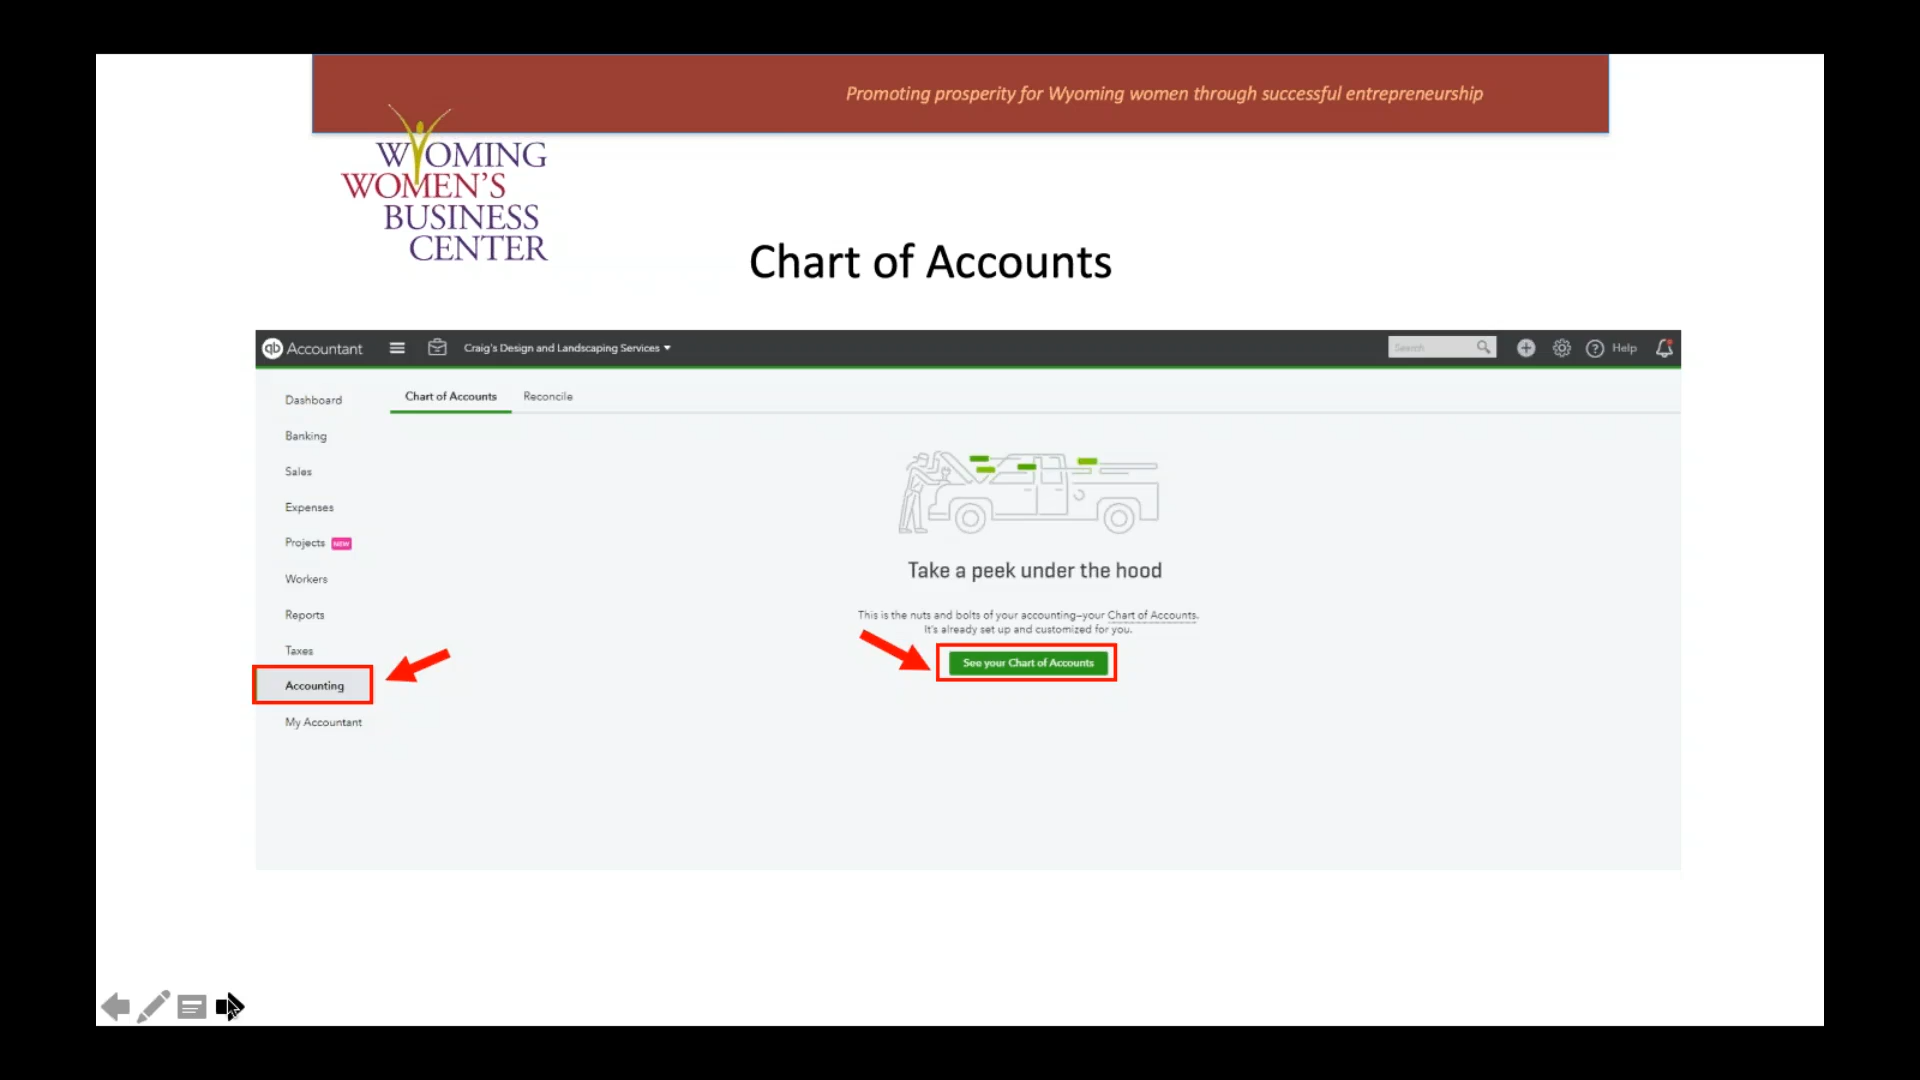 Promoting prosperity for Wyoming women through successful entrepreneurship
WYOMING
WOMEN'S
BUSINESS
CENTER
Chart of Accounts
qb Accountant
Craig's Design and Landscaping Services
Search
Help
Dashboard
Banking
Sales
Expenses
Projects NEW
Workers
Reports
Taxes
Accounting
My Accountant
Chart of Accounts
Reconcile
Take a peek under the hood
This is the nuts and bolts of your accounting—your Chart of Accounts.
It's already set up and customized for you.
See your Chart of Accounts